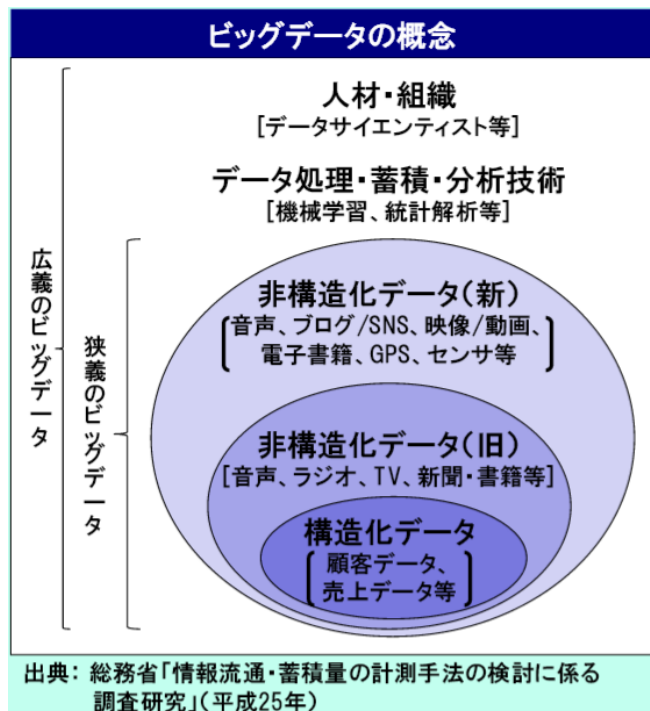 ビッグデータの概念
人材・組織
[データサイエンティスト等]
データ処理・蓄積・分析技術
[機械学習、統計解析等]
広義のビッグデータ
狭義のビッグデータ
非構造化データ(新)
[音声、ブログ/SNS、映像/動画、
電子書籍、GPS、センサ等]
非構造化データ(旧)
[音声、ラジオ、TV、新聞・書籍等]
構造化データ
[顧客データ、
売上データ等]
出典: 総務省「情報流通・蓄積量の計測手法の検討に係る
調査研究」(平成25年)